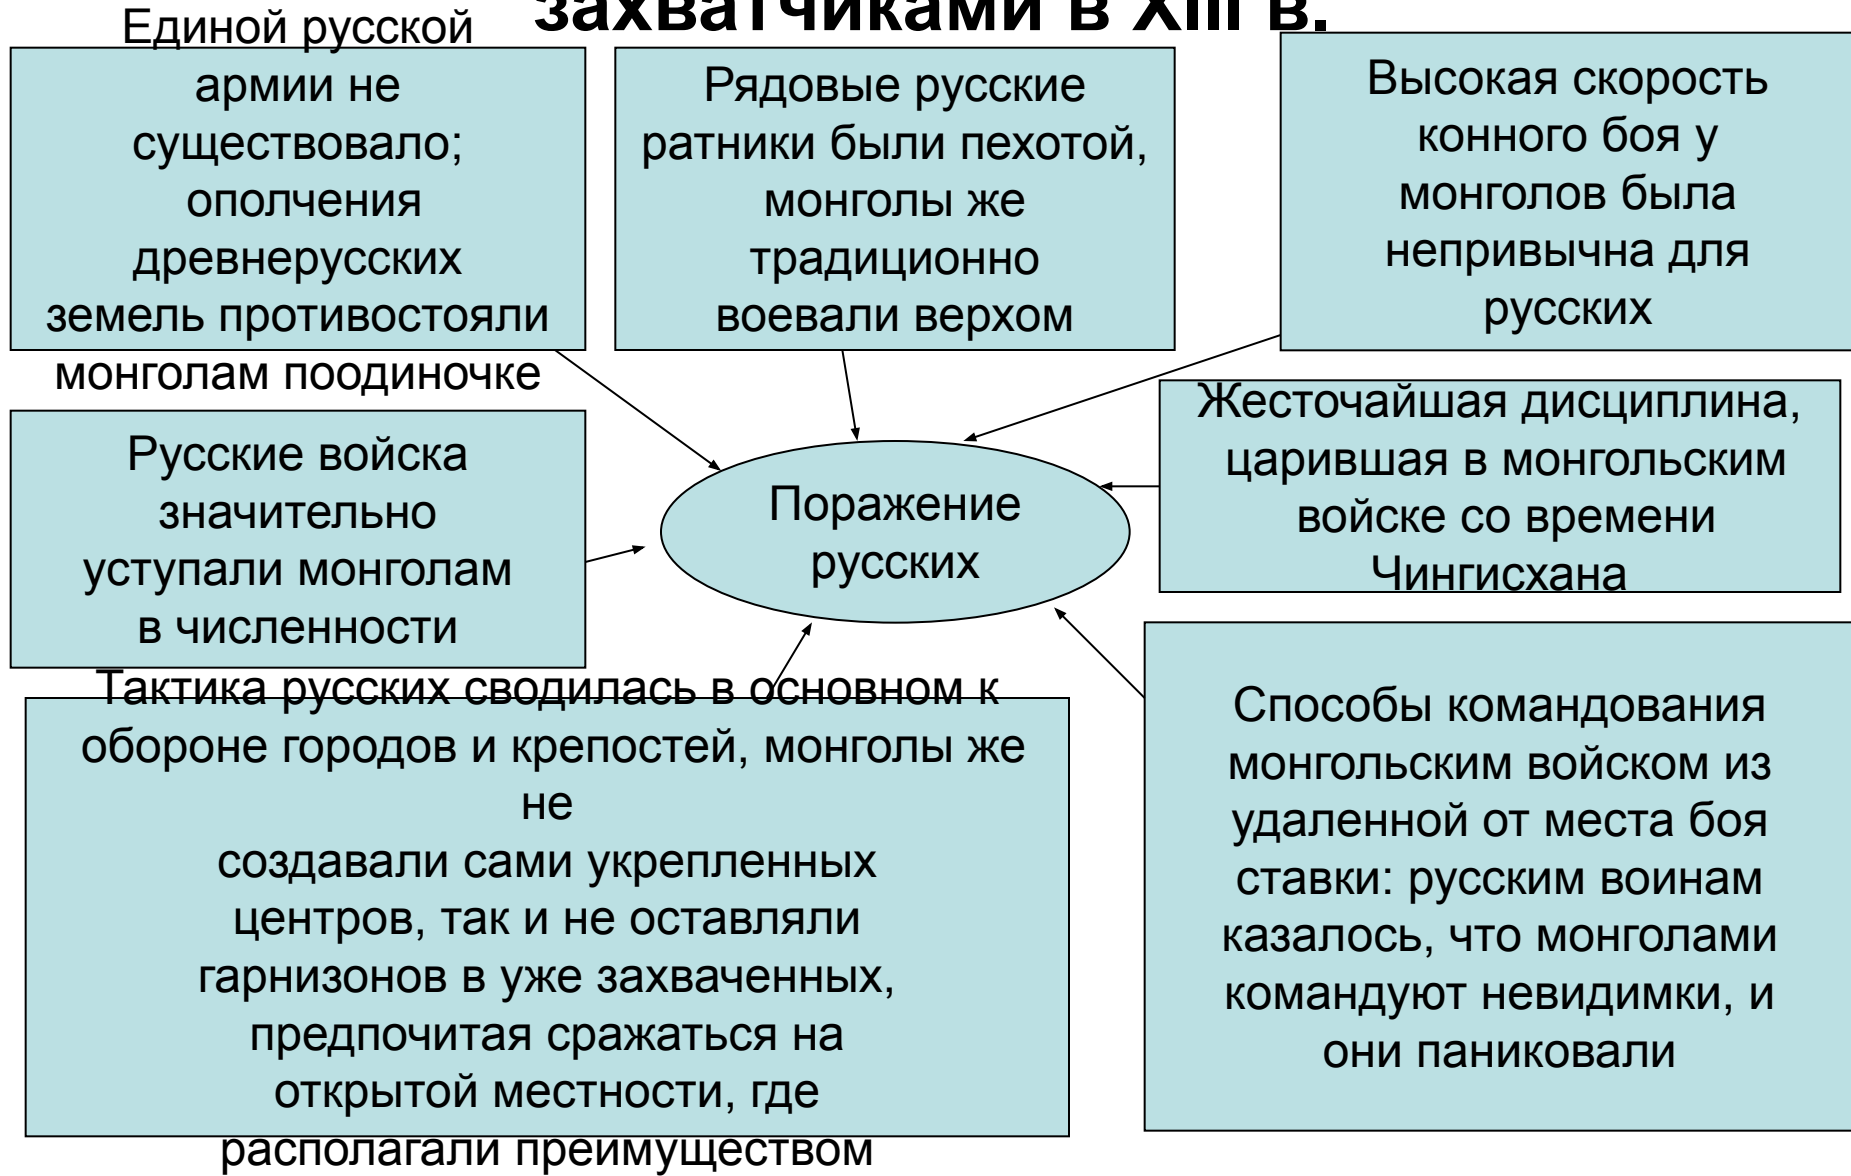 захватчиками в XIII в.
Единой русской
армии не
существовало;
ополчения
древнерусских
земель противостояли
монголам поодиночке
Рядовые русские
ратники были пехотой,
монголы же
традиционно
воевали верхом
Высокая скорость
конного боя у
монголов была
непривычна для
русских
Русские войска
значительно
уступали монголам
в численности
Поражение
русских
Жесточайшая дисциплина,
царившая в монгольским
войске со времени
Чингисхана
Тактика русских сводилась в основном к
обороне городов и крепостей, монголы же
не
создавали сами укрепленных
центров, так и не оставляли
гарнизонов в уже захваченных,
предпочитая сражаться на
открытой местности, где
располагали преимуществом
Способы командования
монгольским войском из
удаленной от места боя
ставки: русским воинам
казалось, что монголами
командуют невидимки, и
они паниковали